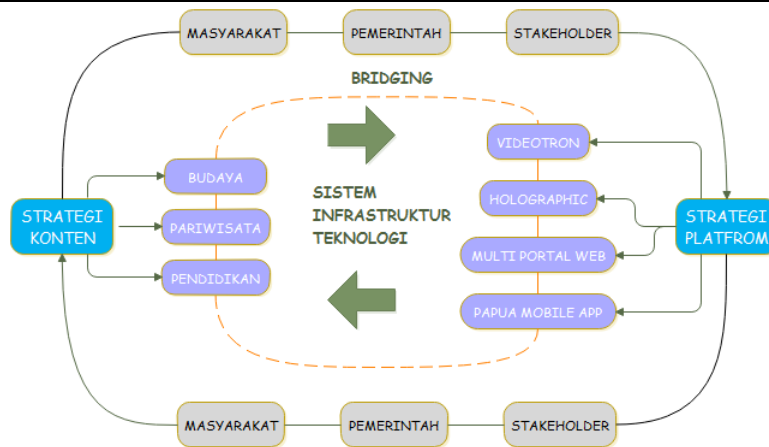 MASYARAKAT
PEMERINTAH
STAKEHOLDER
BRIDGING
VIDEOTRON
BUDAYA
HOLOGRAPHIC
SISTEM
INFRASTRUKTUR
TEKNOLOGI
STRATEGI
KONTEN
PARIWISATA
STRATEGI
PLATFROM
MULTI PORTAL WEB
PENDIDIKAN
PAPUA MOBILE APP
MASYARAKAT
PEMERINTAH
STAKEHOLDER